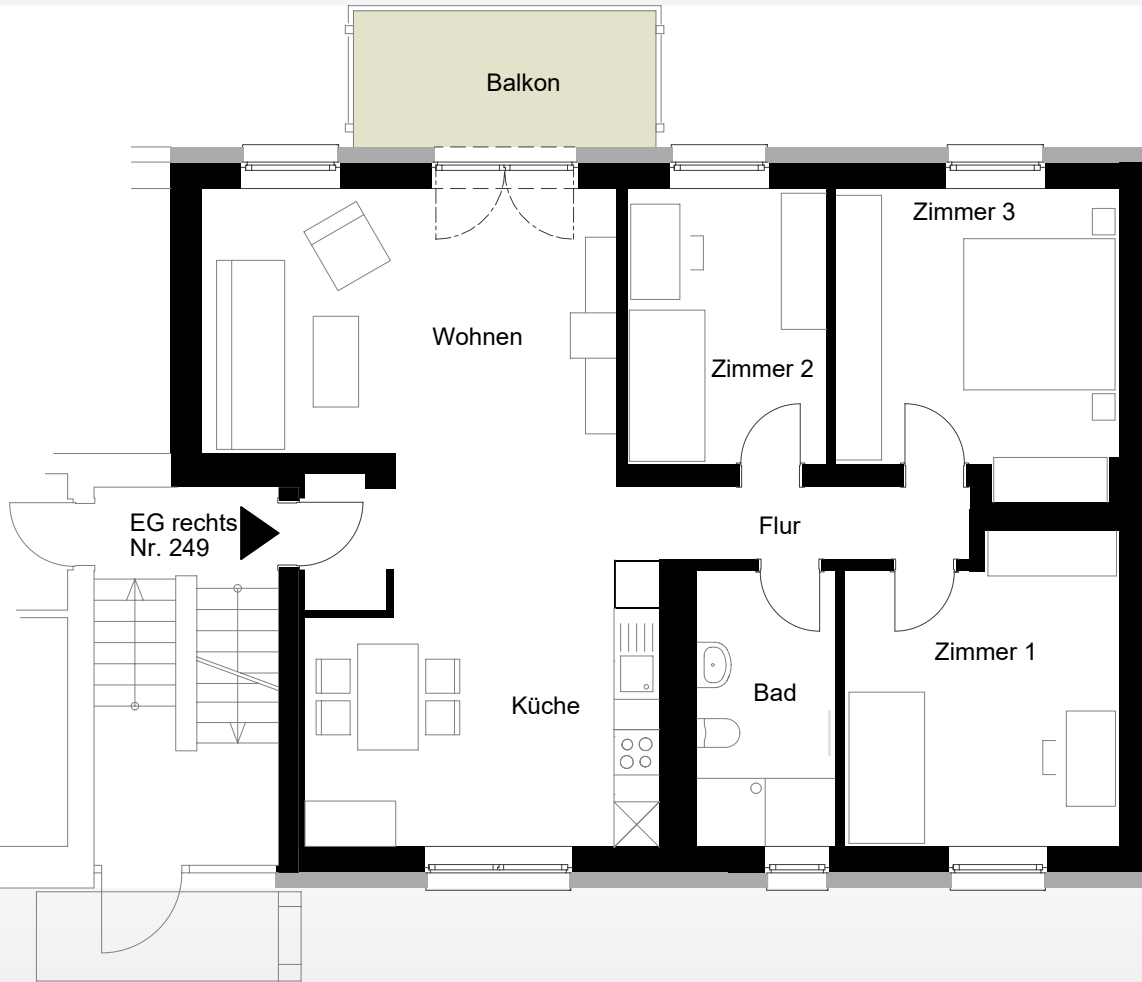 Balkon
Zimmer 3
Wohnen
Zimmer 2
EG rechts
Nr. 249
Flur
Zimmer 1
Küche
Bad